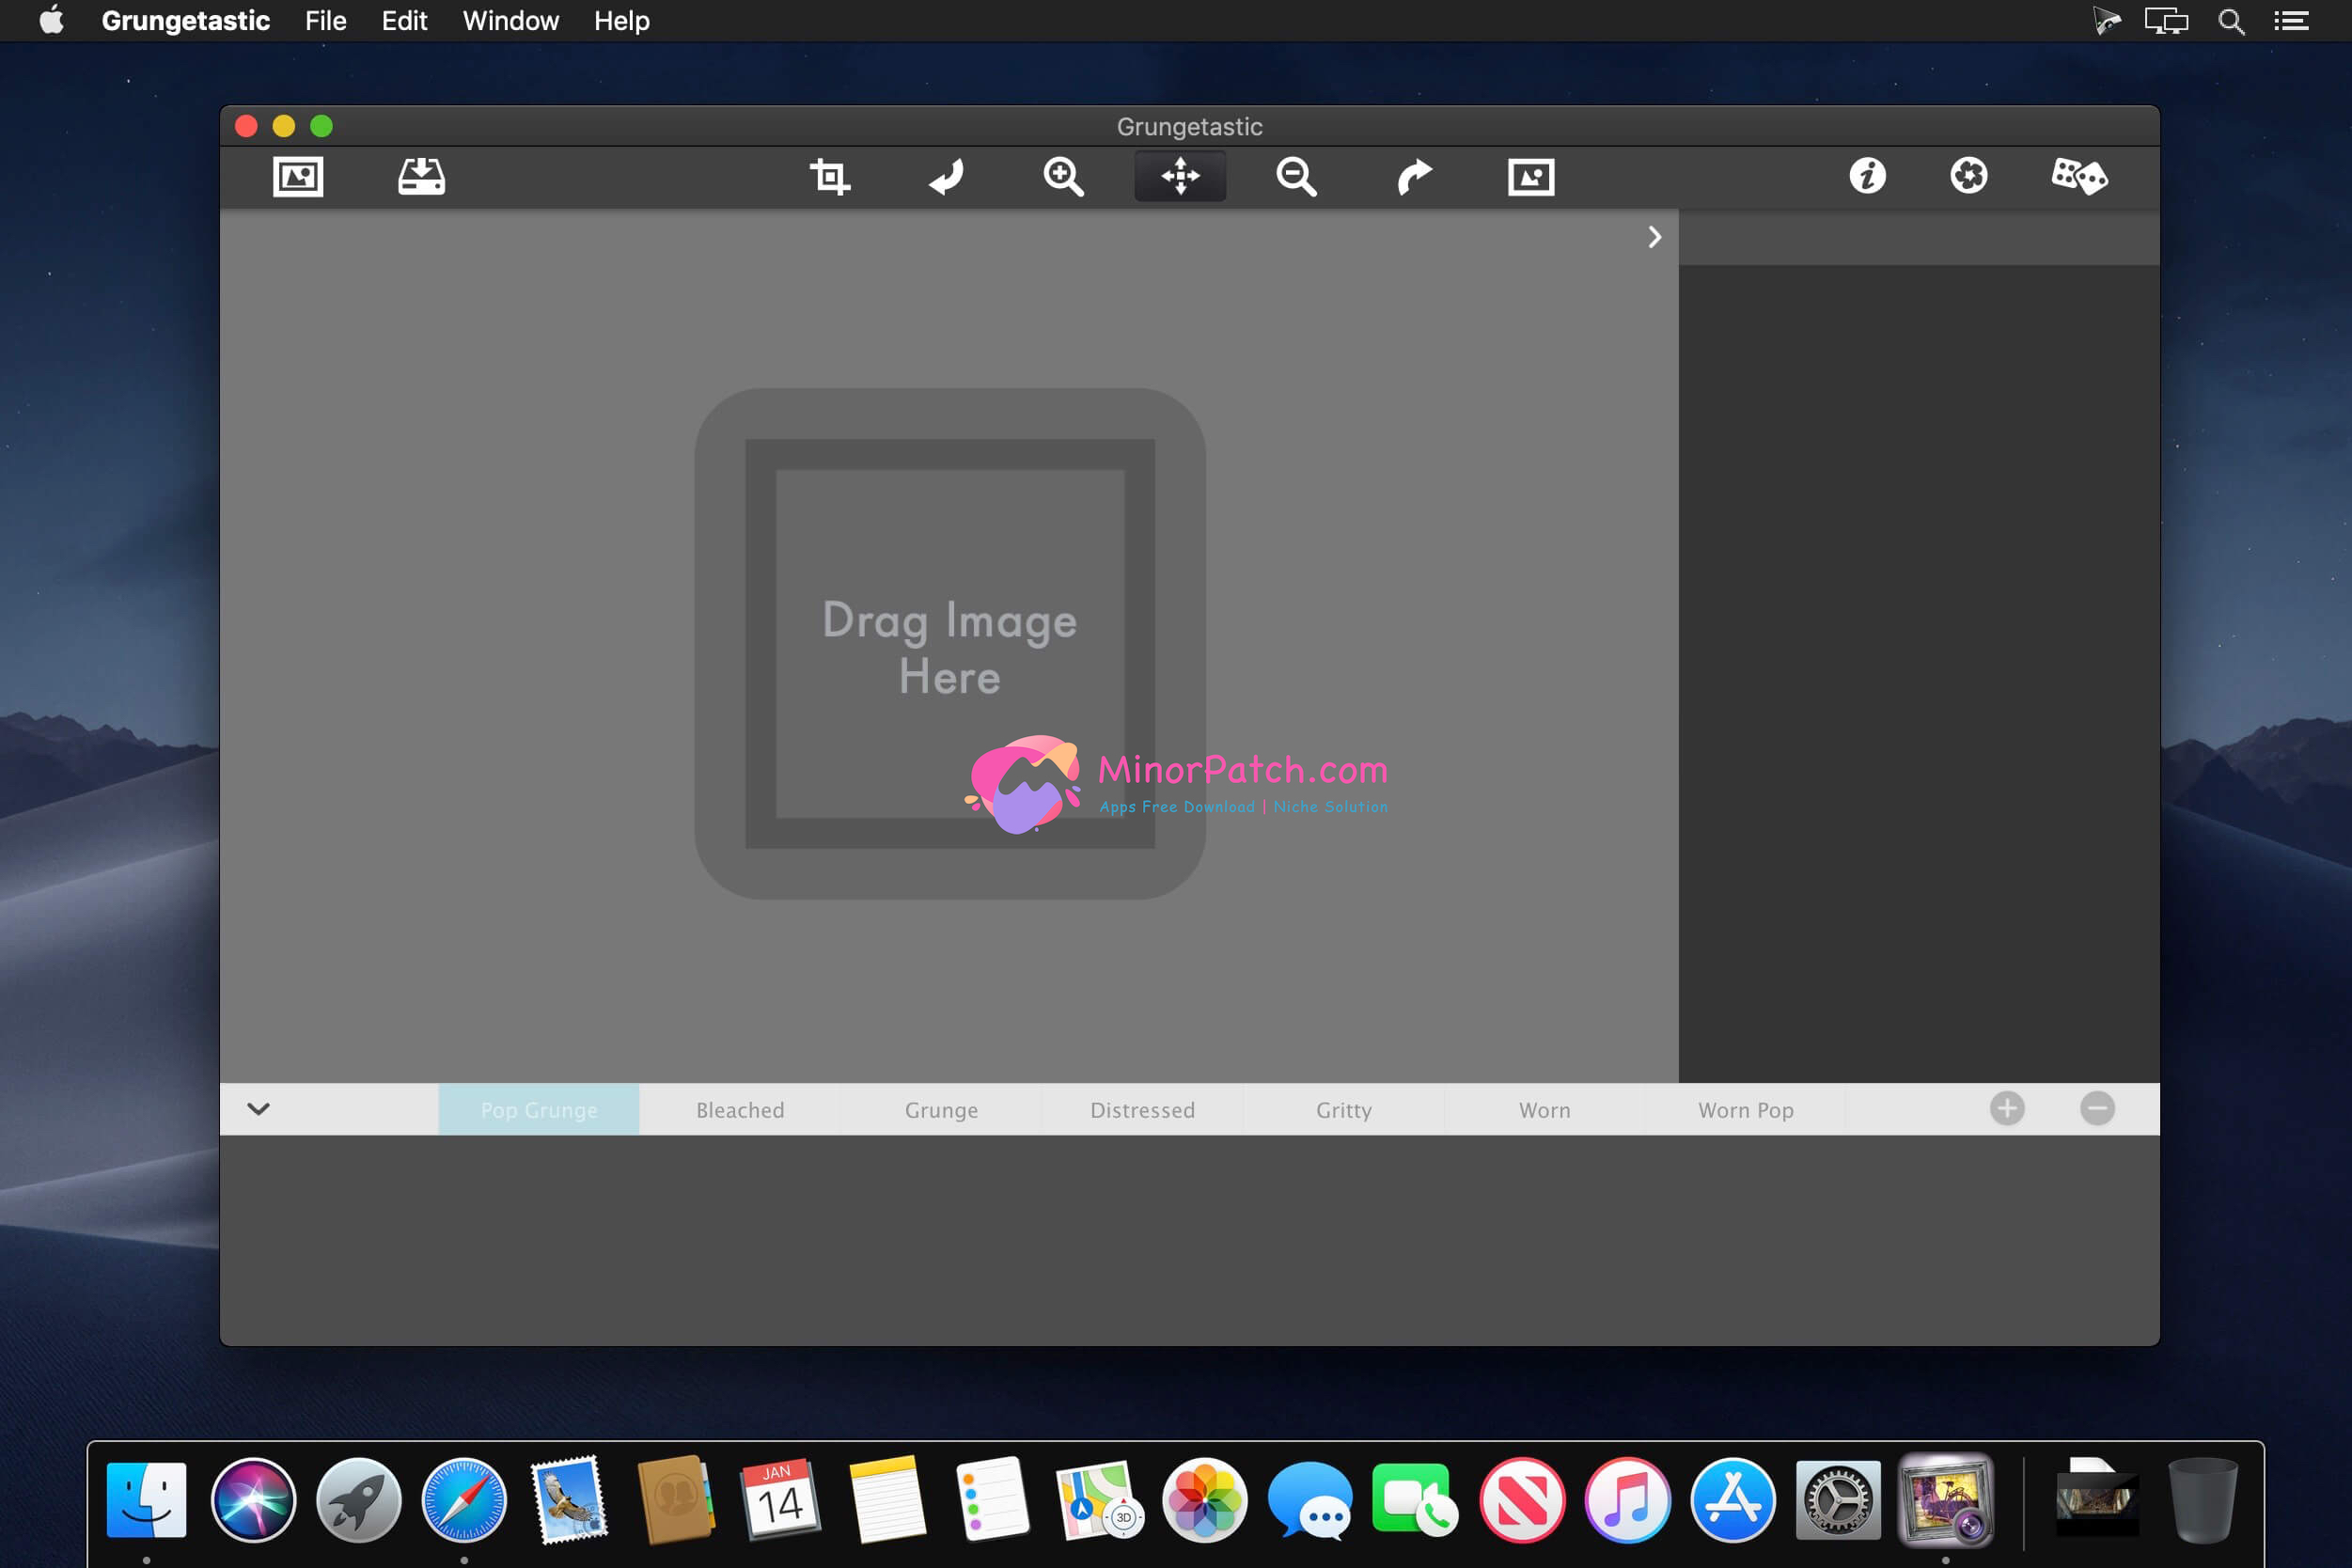 Grungetastic File Edit Window Help
Grungetastic
Drag Image
Here
MinorPatch.com
Apps Free Download | Niche Solution
Pop Grunge Bleached Grunge Distressed Gritty Worn Worn Pop
JAN
14
3D